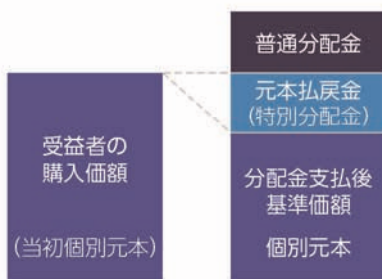 普通分配金
元本払戻金
(特別分配金)
受益者の
購入価額
(当初個別元本)
分配金支払後
基準価額
個別元本